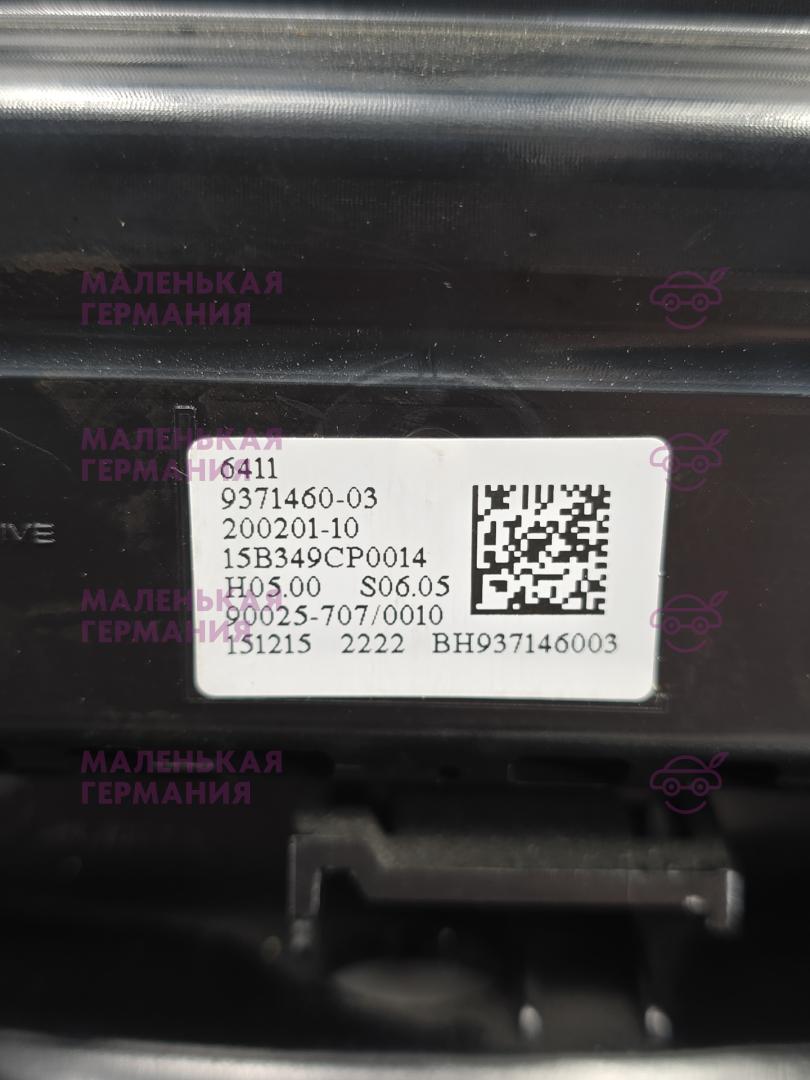 МАЛЕНЬКАЯ
ГЕРМАНИЯ
МАЛЕНЬКАЯ
ГЕРМАНИЯ
6411
9371460-03
200201-10
15B349CP0014
H05.00 S06.05
90025-707/0010
151215 2222 BH937146003
МАЛЕНЬКАЯ
ГЕРМАНИЯ
МАЛЕНЬКАЯ
ГЕРМАНИЯ